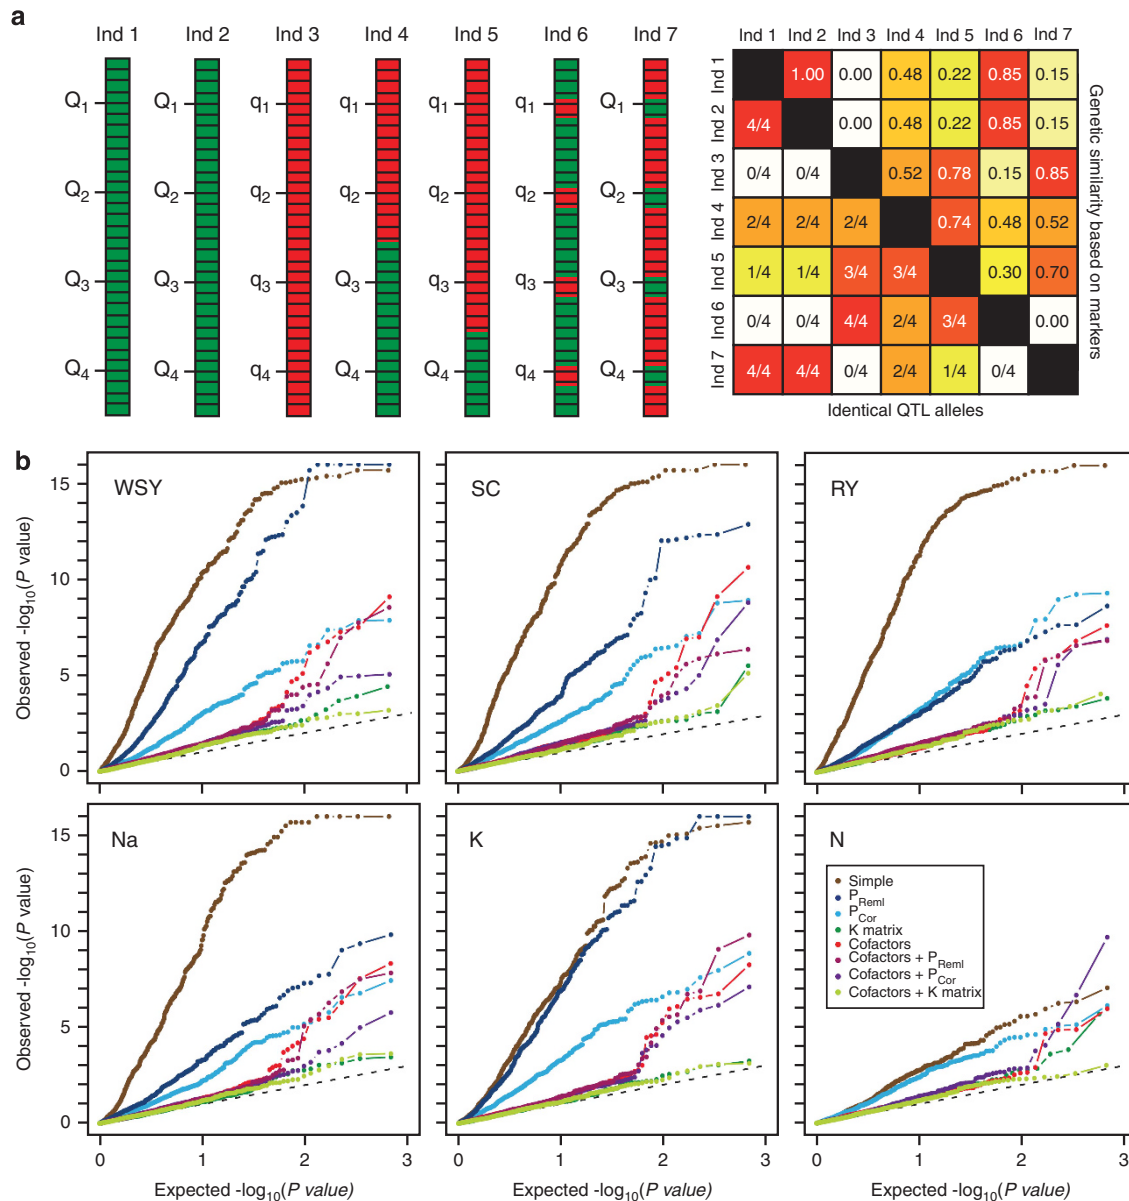 a
Ind 1 Ind 2 Ind 3 Ind 4 Ind 5 Ind 6 Ind 7
Q1 Q1 q1 q1 q1 q1 Q1
Q2 Q2 q2 q2 q2 q2 Q2
Q3 Q3 q3 Q3 q3 q3 Q3
Q4 Q4 q4 Q4 Q4 q4 Q4
Ind 1 Ind 2 Ind 3 Ind 4 Ind 5 Ind 6 Ind 7
Ind 1 1.00 0.00 0.48 0.22 0.85 0.15
Ind 2 4/4 0.00 0.48 0.22 0.85 0.15
Ind 3 0/4 0/4 0.52 0.78 0.15 0.85
Ind 4 2/4 2/4 2/4 0.74 0.48 0.52
Ind 5 1/4 1/4 3/4 3/4 0.30 0.70
Ind 6 0/4 0/4 4/4 2/4 3/4 0.00
Ind 7 4/4 4/4 0/4 2/4 1/4 0/4
Genetic similarity based on markers
Identical QTL alleles
b
WSY
SC
RY
15
10
5
0
Observed -log10(P value)
Na
K
N
15
10
5
0
Observed -log10(P value)
Simple
PReml
PCor
K matrix
Cofactors
Cofactors + PReml
Cofactors + PCor
Cofactors + K matrix
0 1 2 3
0 1 2 3
0 1 2 3
Expected -log10(P value)
Expected -log10(P value)
Expected -log10(P value)